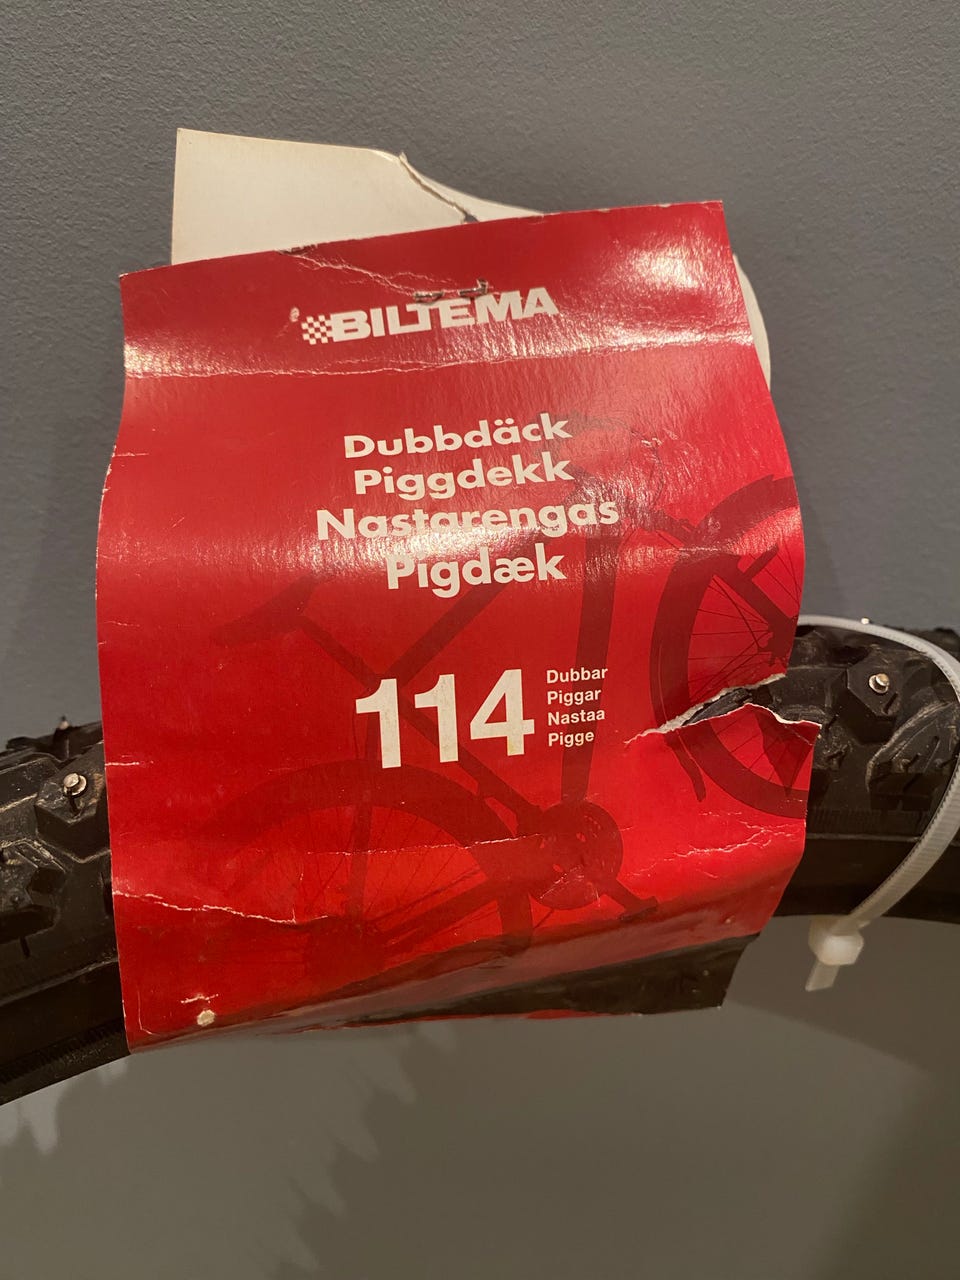 BILTEMA
Dubbdäck
Piggdekk
Nastarengas
Pigdæk
114
Dubbar
Piggar
Nastaa
Pigge